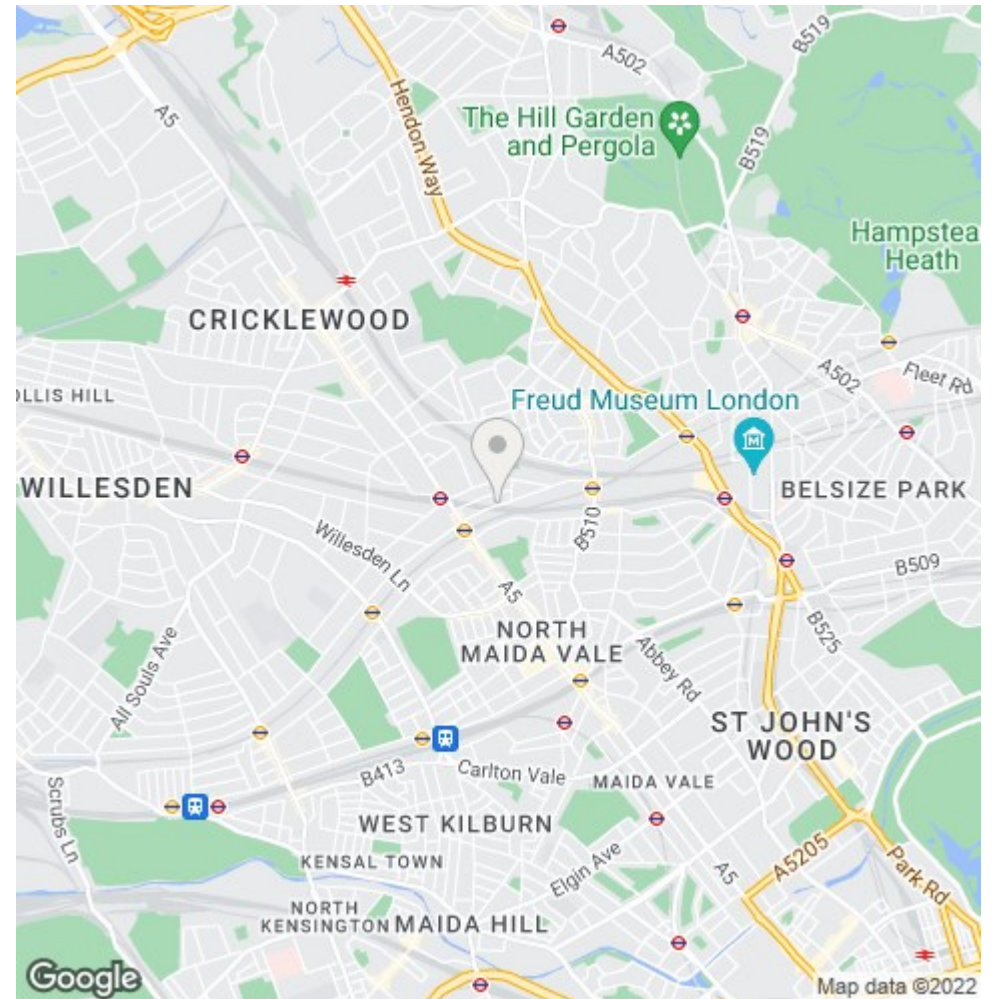 B519
A502
A5
Hendon Way
The Hill Garden
and Pergola
B519
Hampstea
Heath
CRICKLEWOOD
A502
Fleet Rd
OLLIS HILL
Freud Museum London
M
WILLESDEN
BELSIZE PARK
B510
Willesden Ln
A5
B509
NORTH
MAIDA VALE
Abbey Rd
B525
All Souls Ave
ST JOHN'S
WOOD
B413
Carlton Vale
MAIDA VALE
Scrubs Ln
WEST KILBURN
KENSAL TOWN
Elgin Ave
A5
A5205
Park Rd
NORTH
KENSINGTON
MAIDA HILL
Google
Map data ©2022